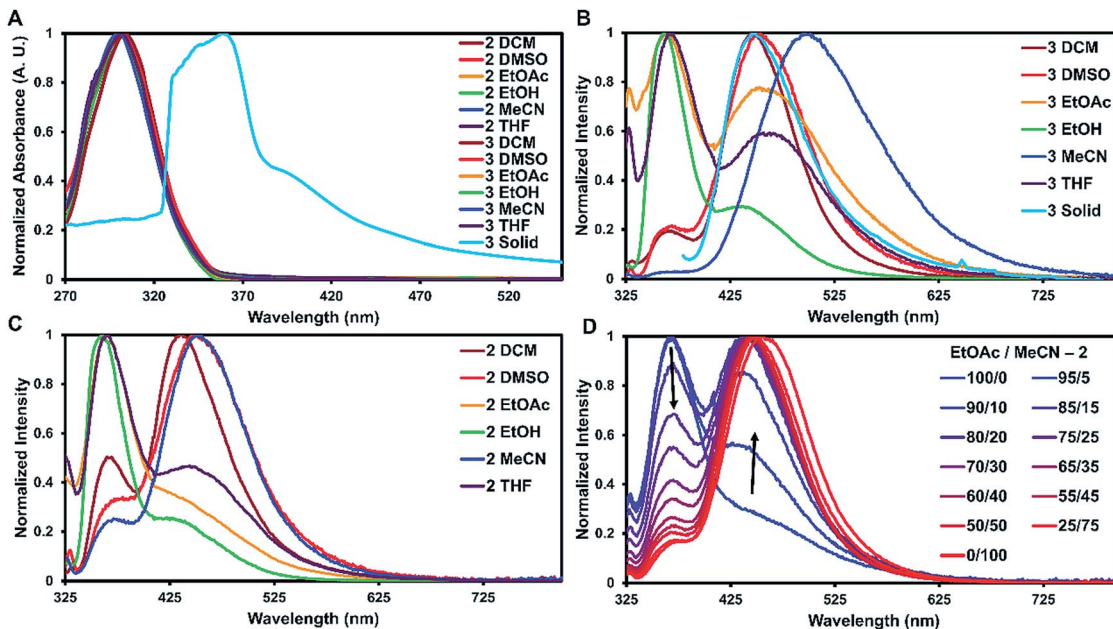 A
Normalized Absorbance (A. U.)
1
0.8
0.6
0.4
0.2
0
270
320
370
420
470
520
Wavelength (nm)
2 DCM
2 DMSO
2 EtOAc
2 EtOH
2 MeCN
2 THF
3 DCM
3 DMSO
3 EtOAc
3 EtOH
3 MeCN
3 THF
3 Solid
B
Normalized Intensity
1
0.8
0.6
0.4
0.2
0
325
425
525
625
725
Wavelength (nm)
3 DCM
3 DMSO
3 EtOAc
3 EtOH
3 MeCN
3 THF
3 Solid
C
Normalized Intensity
1
0.8
0.6
0.4
0.2
0
325
425
525
625
725
Wavelength (nm)
2 DCM
2 DMSO
2 EtOAc
2 EtOH
2 MeCN
2 THF
D
Normalized Intensity
1
0.8
0.6
0.4
0.2
0
325
425
525
625
725
Wavelength (nm)
EtOAc / MeCN – 2
100/0 95/5
90/10 85/15
80/20 75/25
70/30 65/35
60/40 55/45
50/50 25/75
0/100